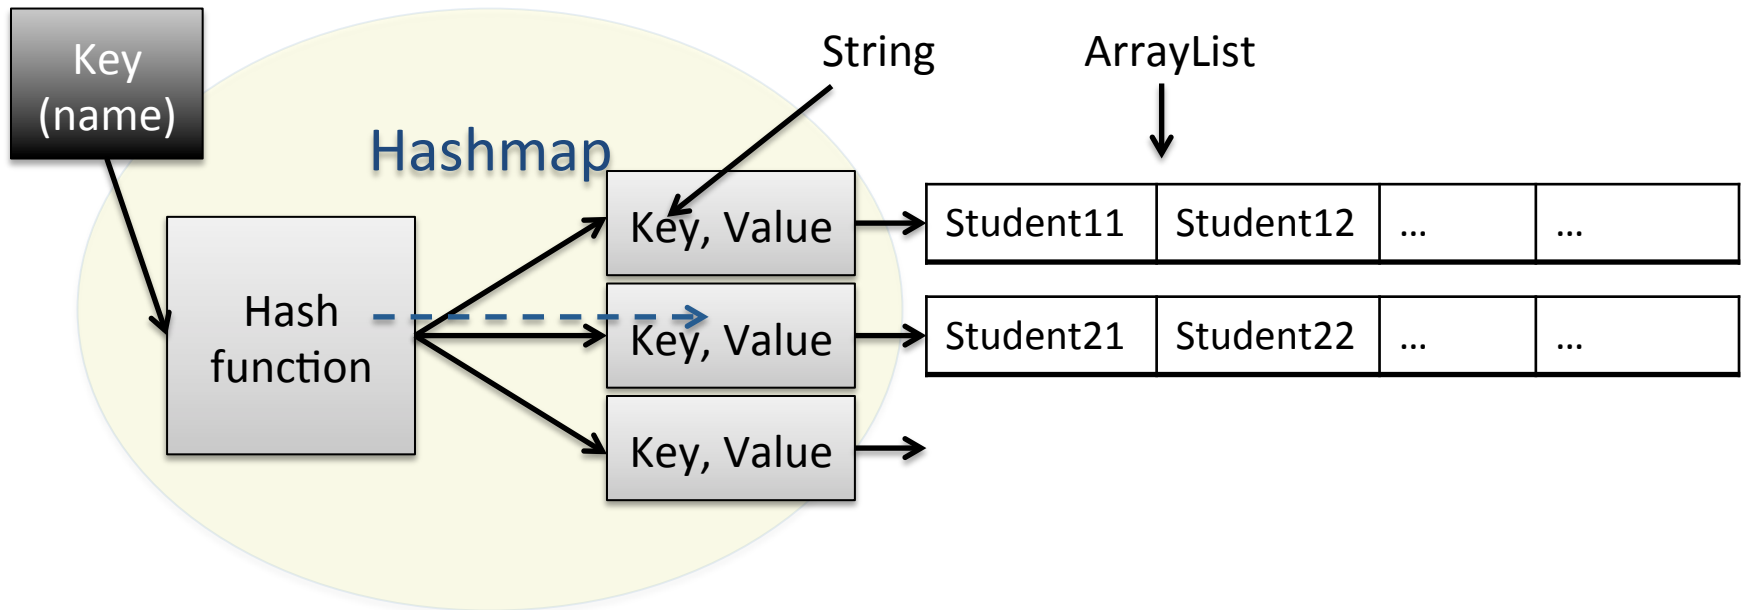 Key
(name)
String
ArrayList
Hashmap
Key, Value
Student11 Student12 ... ...
Hash
function
Key, Value
Student21 Student22 ... ...
Key, Value